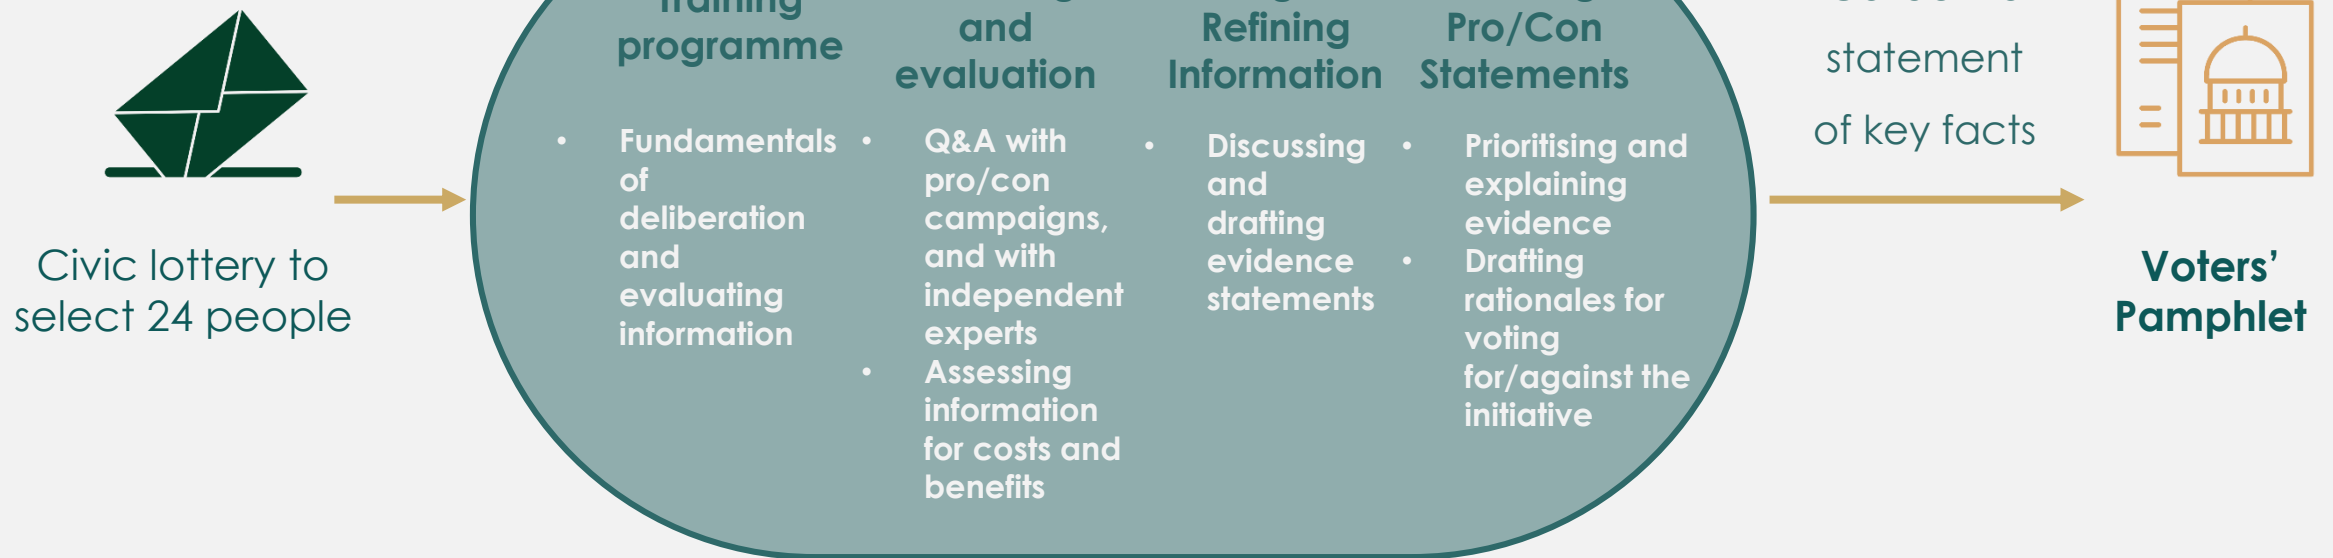 Civic lottery to
select 24 people
Training
programme
• Fundamentals
of
deliberation
and
evaluating
information
and
evaluation
• Q&A with
pro/con
campaigns,
and with
independent
experts
• Assessing
information
for costs and
benefits
Refining
Information
• Discussing
and
drafting
evidence
statements
Pro/Con
Statements
• Prioritising and
explaining
evidence
• Drafting
rationales for
voting
for/against the
initiative
statement
of key facts
Voters’
Pamphlet